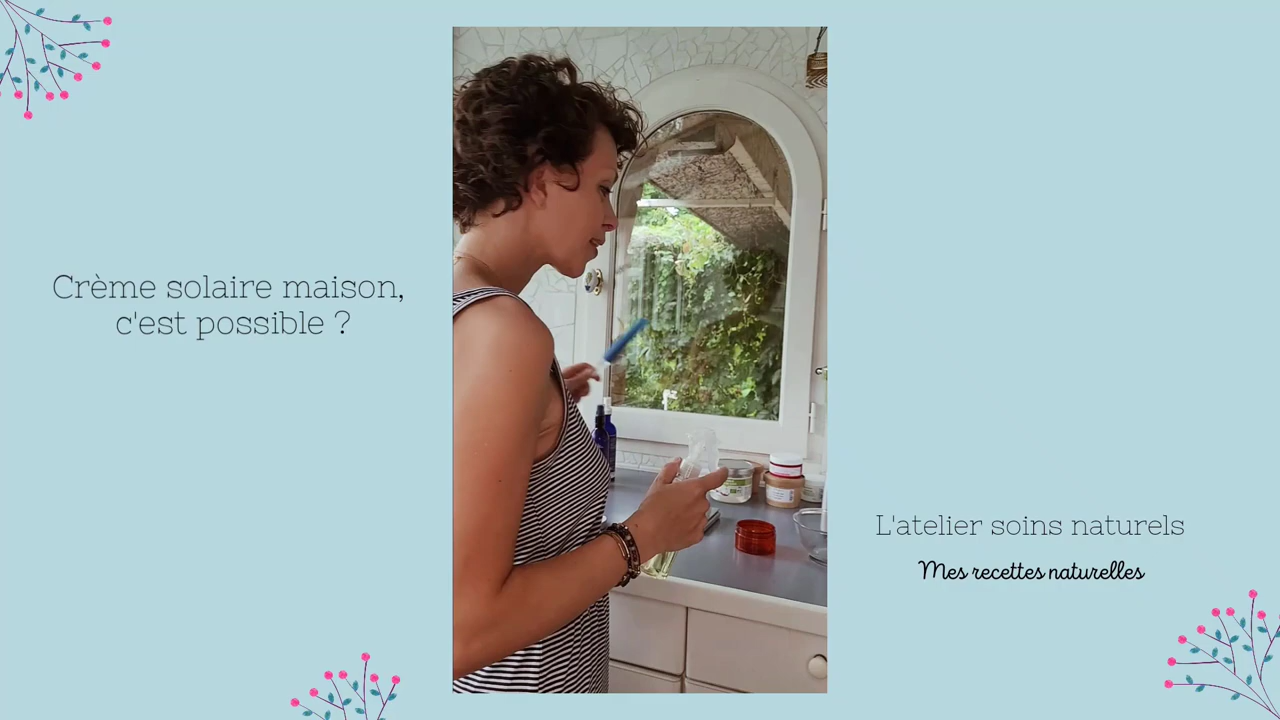 Crème solaire maison,
c'est possible ?
L'atelier soins naturels
Mes recettes naturelles